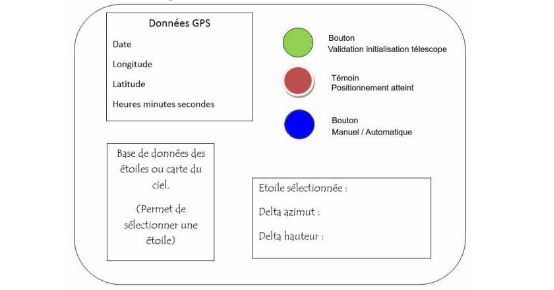 Données GPS
Date
Longitude
Latitude
Heures minutes secondes
Bouton
Validation initialisation télescope
Témoin
Positionnement atteint
Bouton
Manuel / Automatique
Base de données des
étoiles ou carte du
ciel.
(Permet de
sélectionner une
étoile)
Etoile sélectionnée :
Delta azimut :
Delta hauteur :